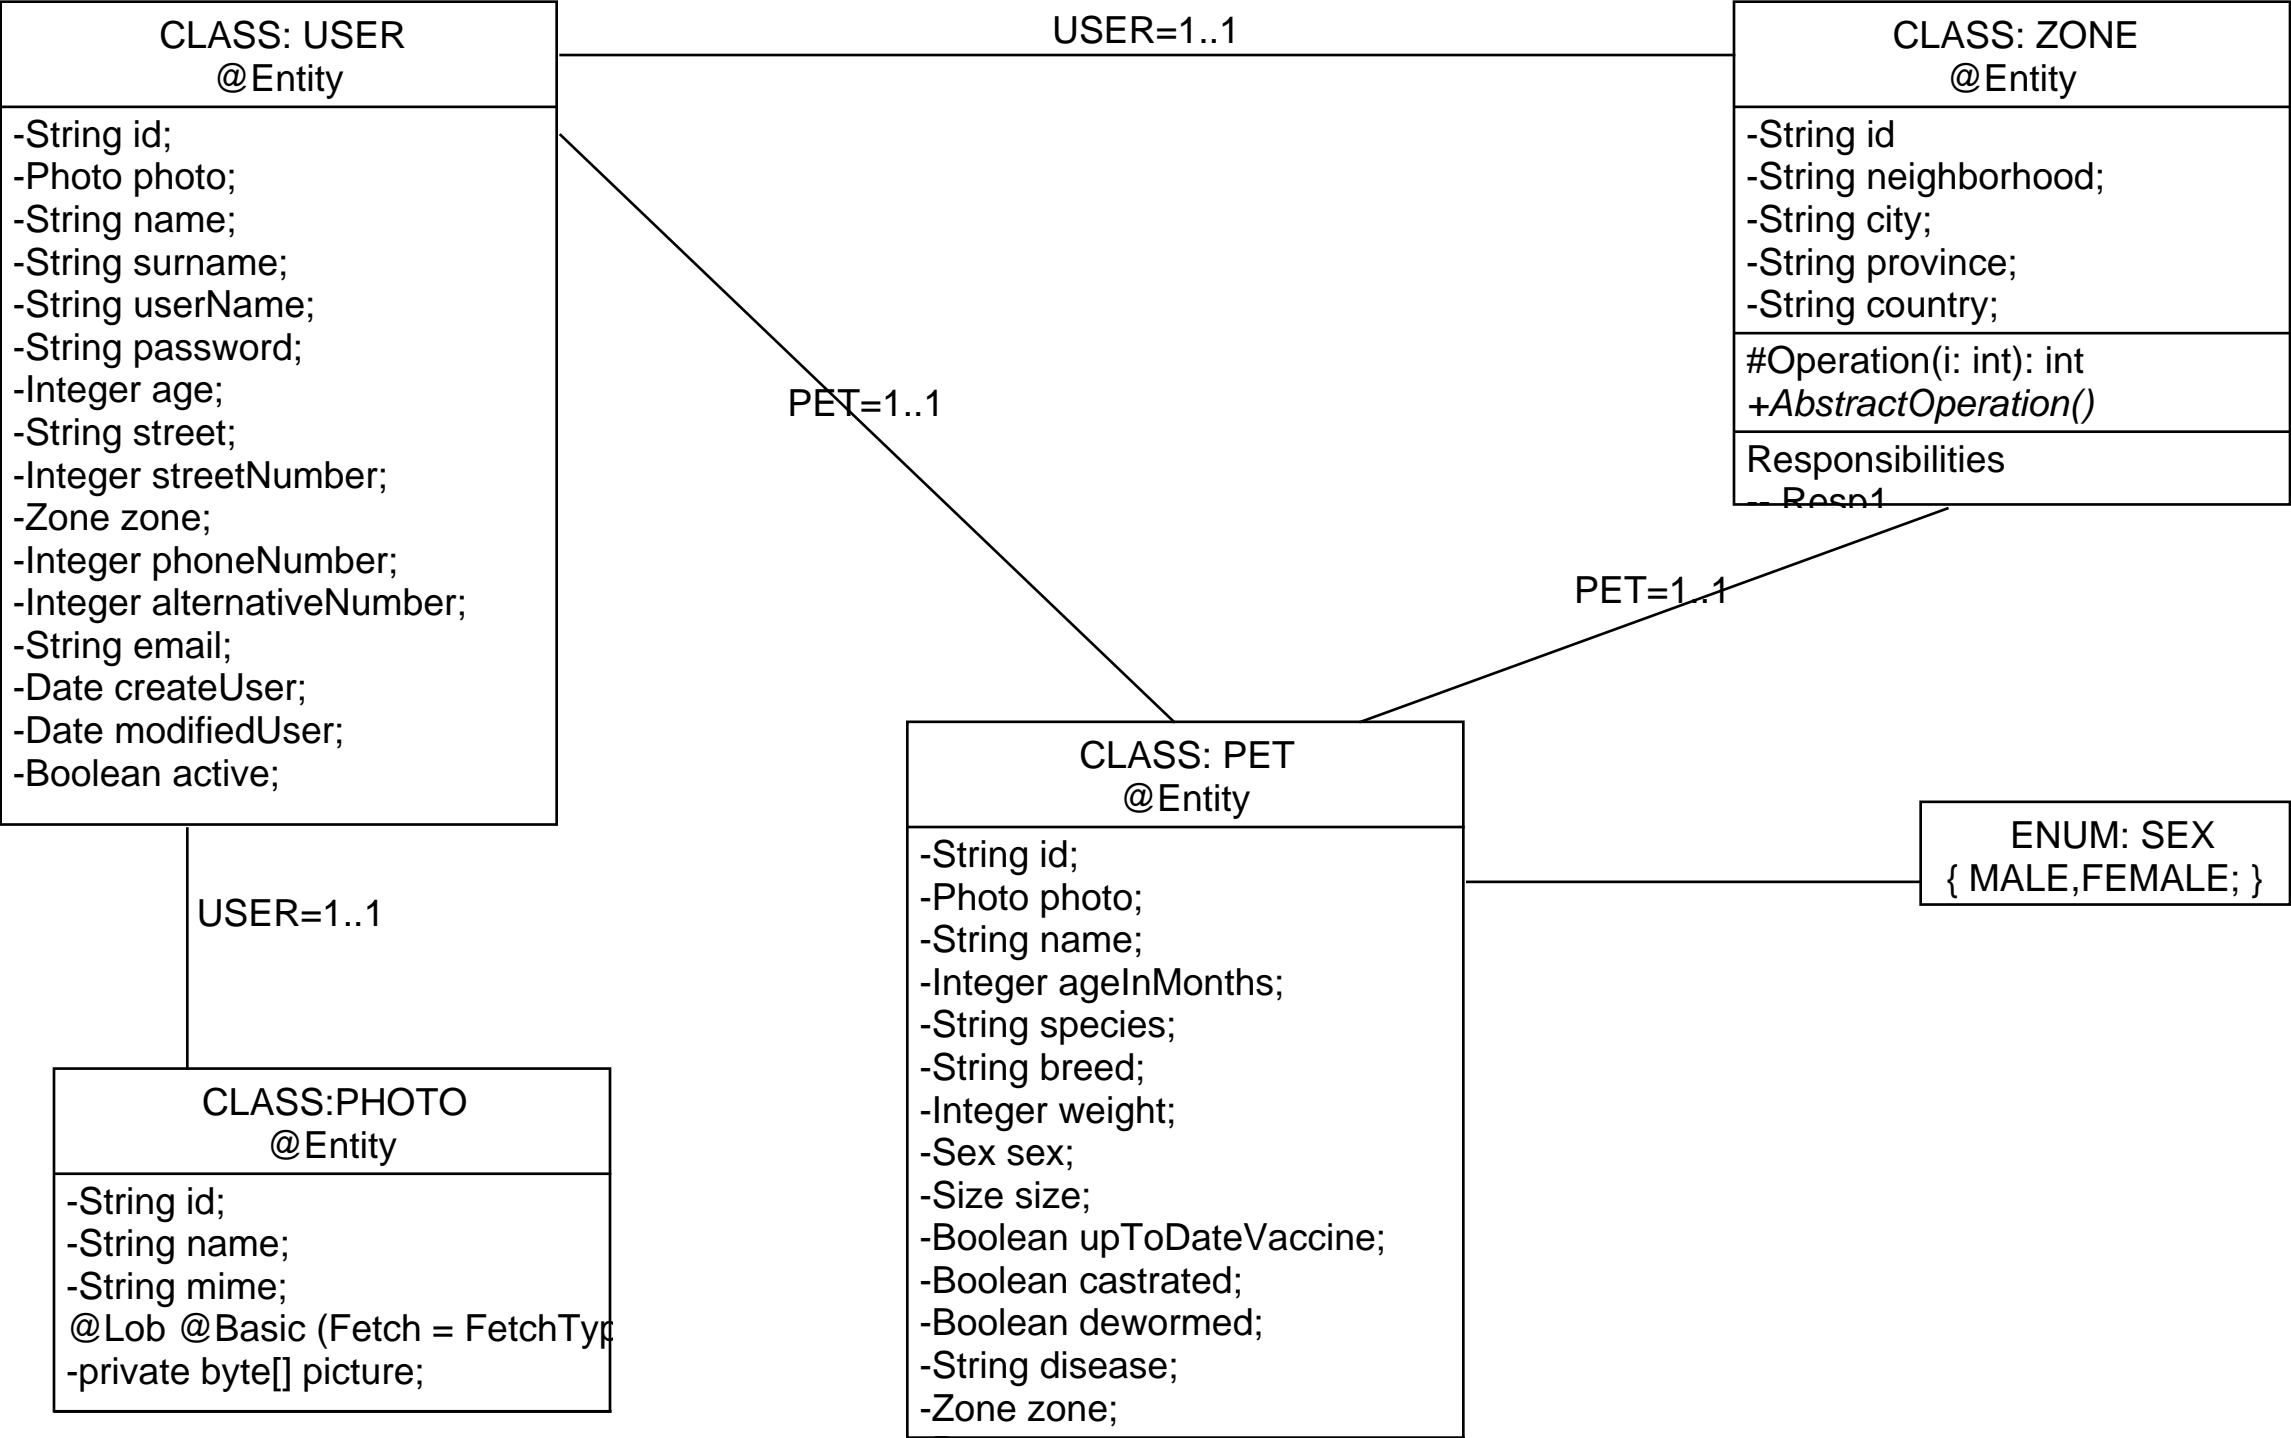 CLASS: USER
@Entity
-String id;
-Photo photo;
-String name;
-String surname;
-String userName;
-String password;
-Integer age;
-String street;
-Integer streetNumber;
-Zone zone;
-Integer phoneNumber;
-Integer alternativeNumber;
-String email;
-Date createUser;
-Date modifiedUser;
-Boolean active;
USER=1..1
CLASS: ZONE
@Entity
-String id
-String neighborhood;
-String city;
-String province;
-String country;
#Operation(i: int): int
+AbstractOperation()
Responsibilities
-- Resp1
PET=1..1
PET=1..1
USER=1..1
CLASS:PHOTO
@Entity
-String id;
-String name;
-String mime;
@Lob @Basic (Fetch = FetchTyp
-private byte[] picture;
CLASS: PET
@Entity
-String id;
-Photo photo;
-String name;
-Integer ageInMonths;
-String species;
-String breed;
-Integer weight;
-Sex sex;
-Size size;
-Boolean upToDateVaccine;
-Boolean castrated;
-Boolean dewormed;
-String disease;
-Zone zone;
ENUM: SEX
{ MALE,FEMALE; }